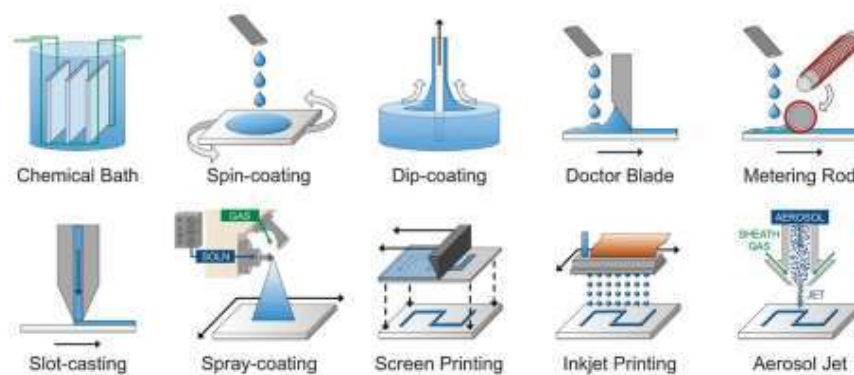 Chemical Bath
Spin-coating
Dip-coating
Doctor Blade
Metering Rod
GAS
SOLN
AEROSOL
SHEATH
GAS
JET
Slot-casting
Spray-coating
Screen Printing
Inkjet Printing
Aerosol Jet